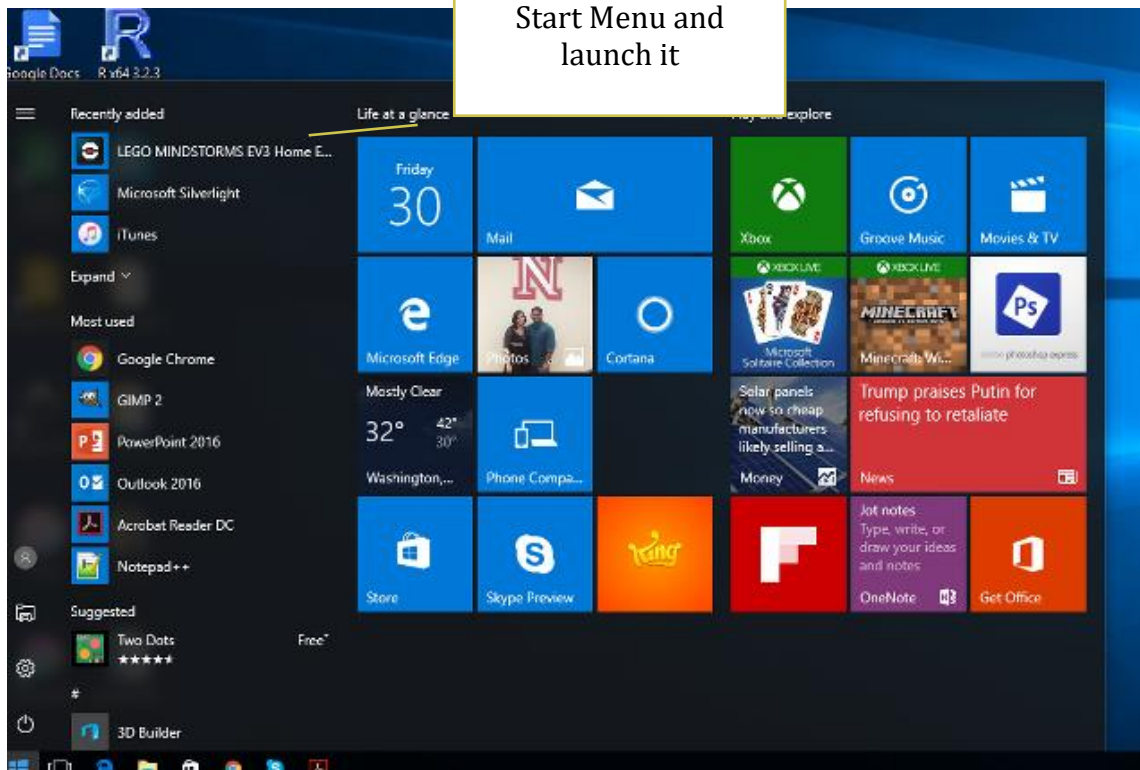 Start Menu and
launch it
Google Docs
R x64 3.2.3
Recently added
LEGO MINDSTORMS EV3 Home E...
Microsoft Silverlight
iTunes
Expand
Most used
Google Chrome
GIMP 2
PowerPoint 2016
Outlook 2016
Acrobat Reader DC
Notepad++
Suggested
Two Dots
Free*
#
3D Builder
Life at a glance
Friday
30
Mail
Microsoft Edge
N
Photos
Cortana
Mostly Clear
32° 42°
30°
Washington,...
Phone Compa...
Store
Skype Preview
King
and explore
Xbox
Groove Music
Movies & TV
XBOX LIVE
Microsoft
Solitaire Collection
XBOX LIVE
MINECRAFT
Minecraft: Wi...
Ps
photoshop express
Solar panels
now so cheap
manufacturers
likely selling a...
Money
Trump praises Putin for
refusing to retaliate
News
Jot notes
Type, write, or
draw your ideas
and notes
OneNote
Get Office